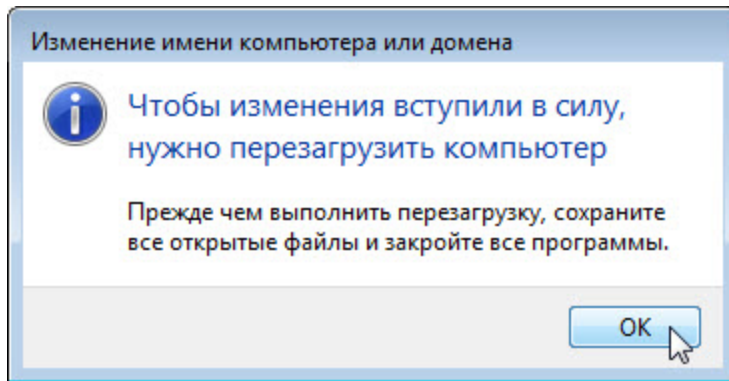 Изменение имени компьютера или домена
Чтобы изменения вступили в силу,
нужно перезагрузить компьютер
Прежде чем выполнить перезагрузку, сохраните
все открытые файлы и закройте все программы.
ОК